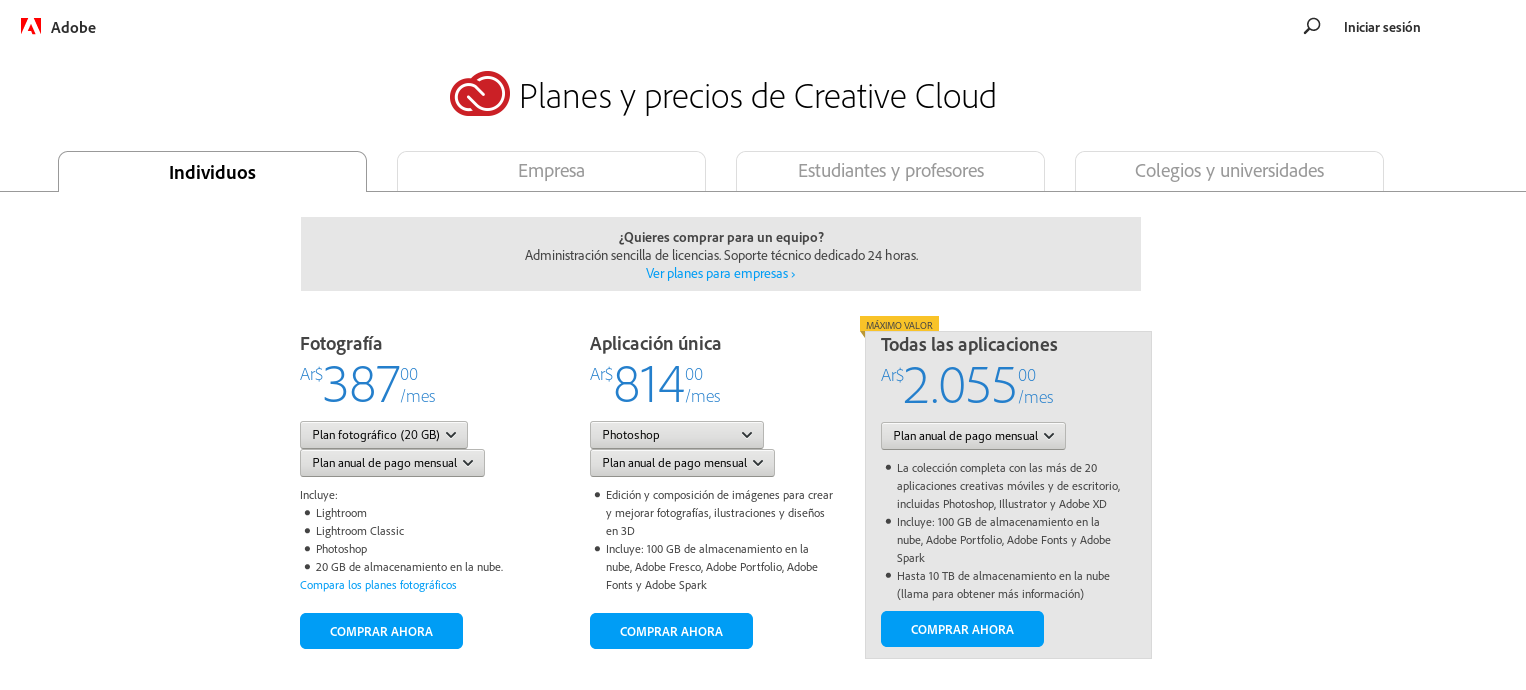 Adobe
Iniciar sesión
Planes y precios de Creative Cloud
Individuos
Empresa
Estudiantes y profesores
Colegios y universidades
¿Quieres comprar para un equipo?
Administración sencilla de licencias. Soporte técnico dedicado 24 horas.
Ver planes para empresas ›
Fotografía
Ar$38700
/mes
Plan fotográfico (20 GB)
Plan anual de pago mensual
Incluye:
Lightroom
Lightroom Classic
Photoshop
20 GB de almacenamiento en la nube.
Compara los planes fotográficos
COMPRAR AHORA
Aplicación única
Ar$81400
/mes
Photoshop
Plan anual de pago mensual
Edición y composición de imágenes para crear
y mejorar fotografías, ilustraciones y diseños
en 3D
Incluye: 100 GB de almacenamiento en la
nube, Adobe Fresco, Adobe Portfolio, Adobe
Fonts y Adobe Spark
COMPRAR AHORA
MÁXIMO VALOR
Todas las aplicaciones
Ar$2.05500
/mes
Plan anual de pago mensual
La colección completa con las más de 20
aplicaciones creativas móviles y de escritorio,
incluidas Photoshop, Illustrator y Adobe XD
Incluye: 100 GB de almacenamiento en la
nube, Adobe Portfolio, Adobe Fonts y Adobe
Spark
Hasta 10 TB de almacenamiento en la nube
(llama para obtener más información)
COMPRAR AHORA